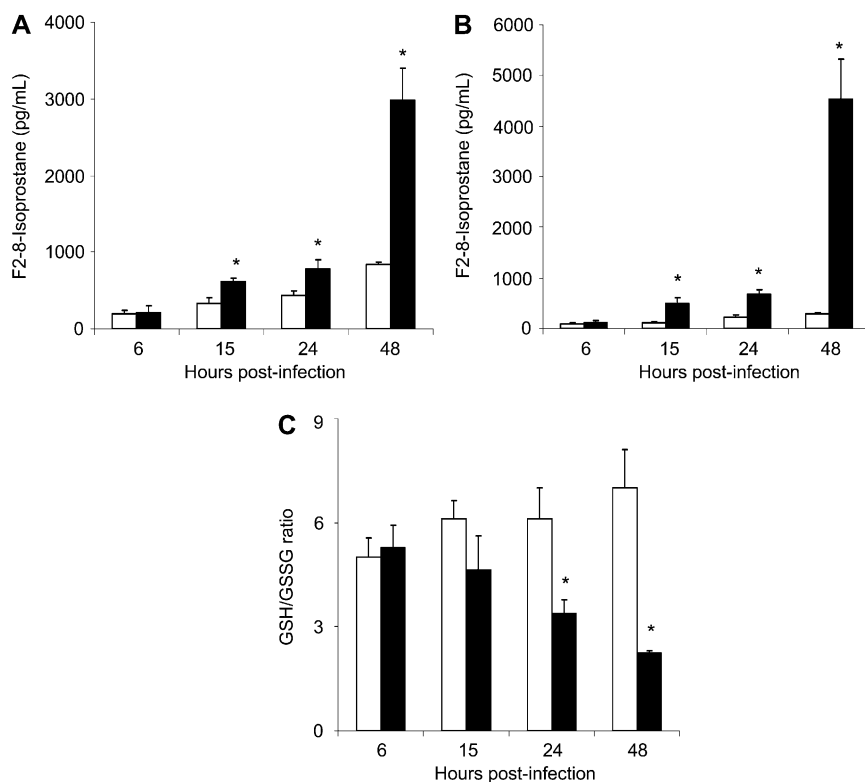 A
F2-8-Isoprostane (pg/mL)
4000
3000
2000
1000
0
*
*
*
6 15 24 48
Hours post-infection
B
F2-8-Isoprostane (pg/mL)
6000
5000
4000
3000
2000
1000
0
*
*
*
6 15 24 48
Hours post-infection
C
GSH/GSSG ratio
9
6
3
0
*
*
6 15 24 48
Hours post-infection